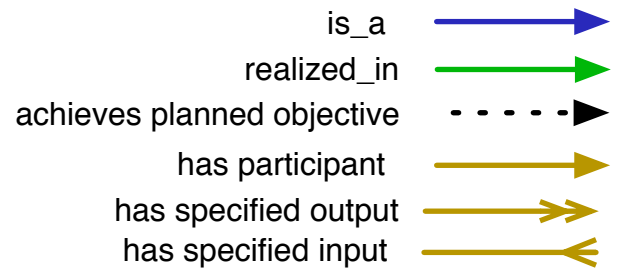 is_a
realized_in
achieves planned objective
has participant
has specified output
has specified input